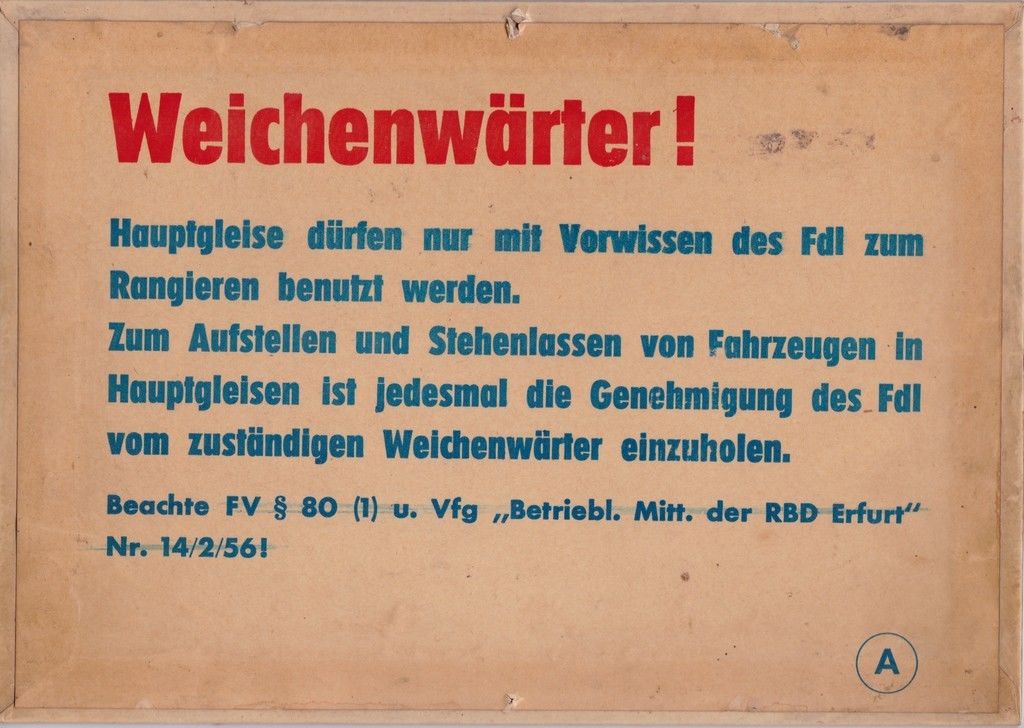 Weichenwärter!
Hauptgleise dürfen nur mit Vorwissen des Fdl zum
Rangieren benutzt werden.
Zum Aufstellen und Stehenlassen von Fahrzeugen in
Hauptgleisen ist jedesmal die Genehmigung des Fdl
vom zuständigen Weichenwärter einzuholen.
Beachte FV § 80 (1) u. Vfg „Betriebl. Mitt. der RBD Erfurt“
Nr. 14/2/56!
A